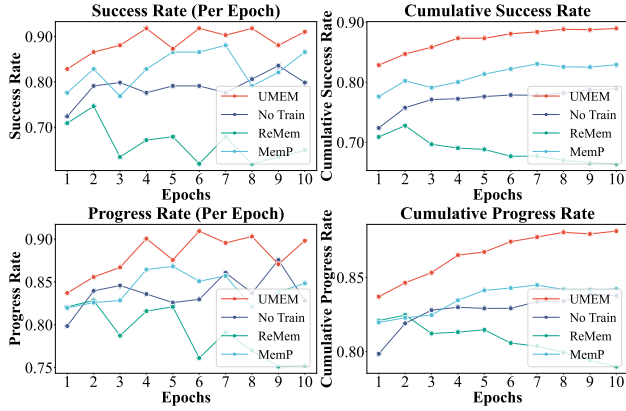 Success Rate (Per Epoch)
Success Rate
0.90
0.80
0.70
UMEM
No Train
ReMem
MemP
1 2 3 4 5 6 7 8 9 10
Epochs
Cumulative Success Rate
Cumulative Success Rate
0.90
0.80
0.70
UMEM
No Train
ReMem
MemP
1 2 3 4 5 6 7 8 9 10
Epochs
Progress Rate (Per Epoch)
Progress Rate
0.90
0.85
0.80
0.75
UMEM
No Train
ReMem
MemP
1 2 3 4 5 6 7 8 9 10
Epochs
Cumulative Progress Rate
Cumulative Progress Rate
0.85
0.80
UMEM
No Train
ReMem
MemP
1 2 3 4 5 6 7 8 9 10
Epochs